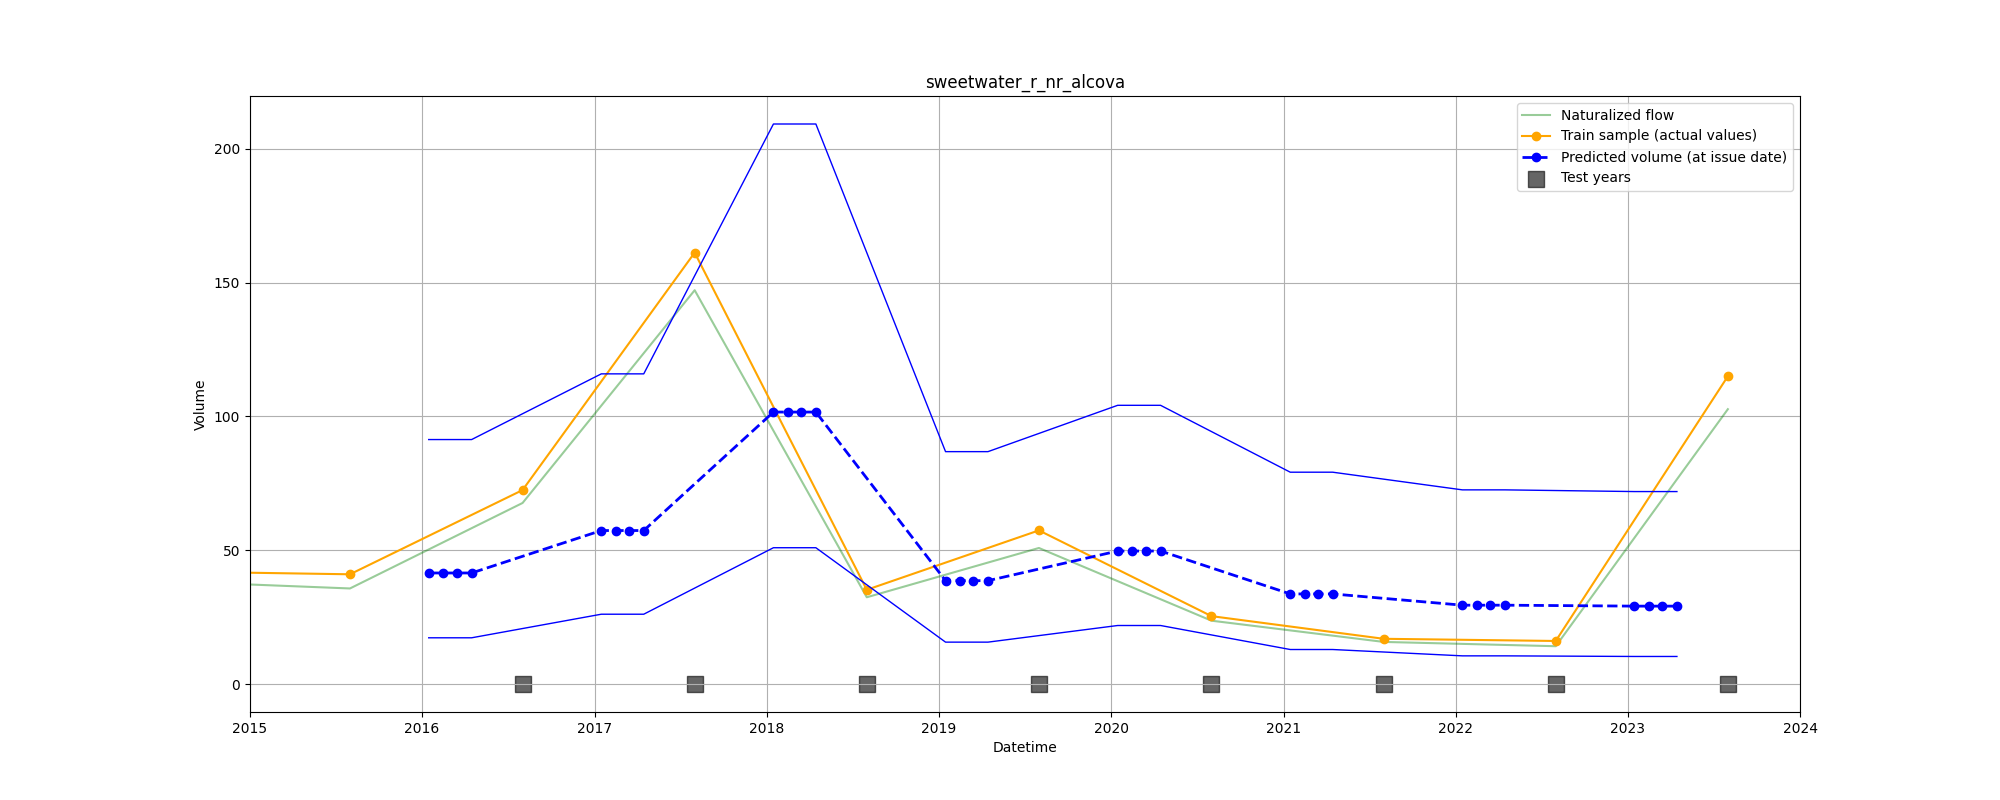 sweetwater_r_nr_alcova
Naturalized flow
Train sample (actual values)
Predicted volume (at issue date)
Test years
200
150
100
50
0
Volume
2015 2016 2017 2018 2019 2020 2021 2022 2023 2024
Datetime